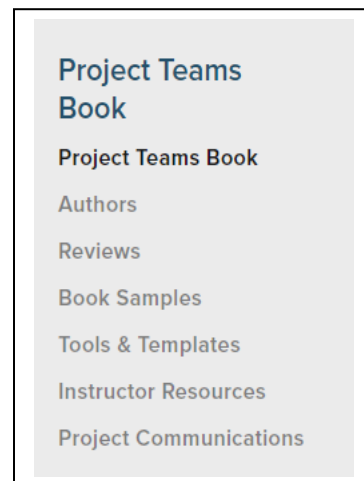 Project Teams
Book
Project Teams Book
Authors
Reviews
Book Samples
Tools & Templates
Instructor Resources
Project Communications